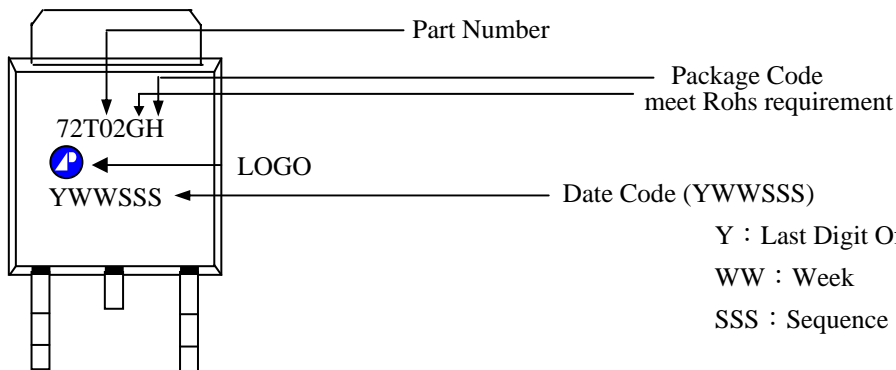 Part Number
Package Code
meet Rohs requirement
72T02GH
LOGO
YWWSSS
Date Code (YWWSSS)
Y：Last Digit
WW：Week
SSS：Sequence